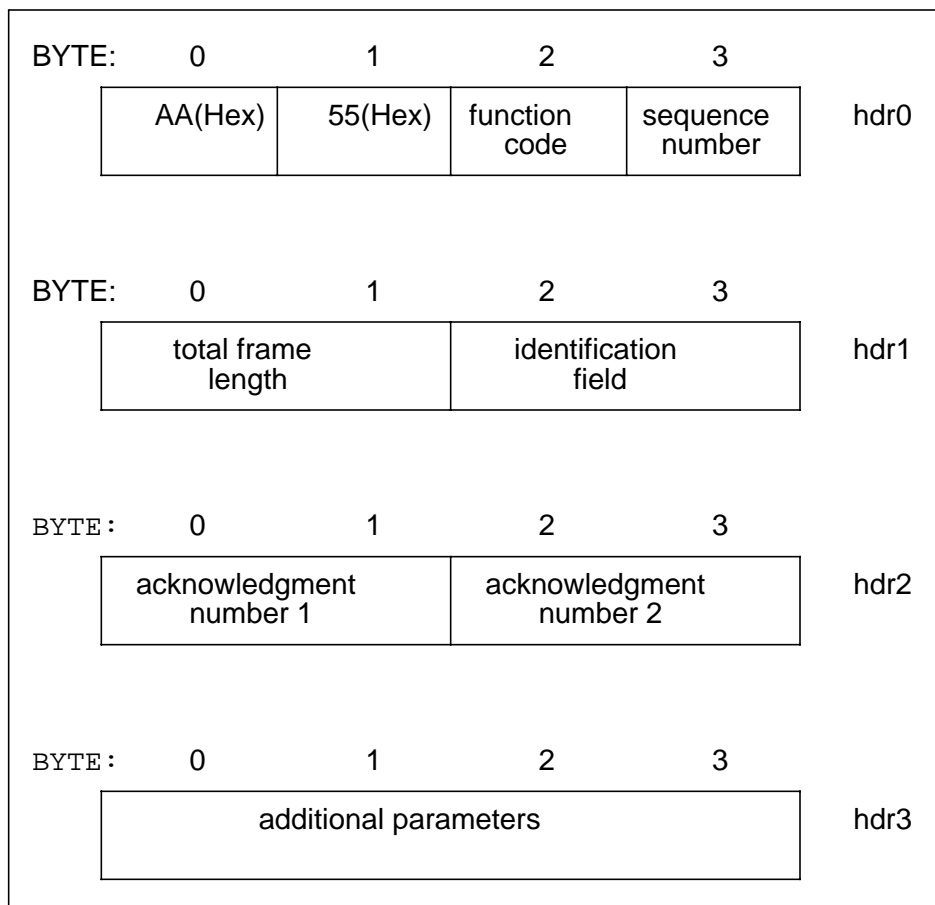 BYTE: 0 1 2 3
AA(Hex) 55(Hex) function code sequence number hdr0
BYTE: 0 1 2 3
total frame length identification field hdr1
BYTE: 0 1 2 3
acknowledgment number 1 acknowledgment number 2 hdr2
BYTE: 0 1 2 3
additional parameters hdr3